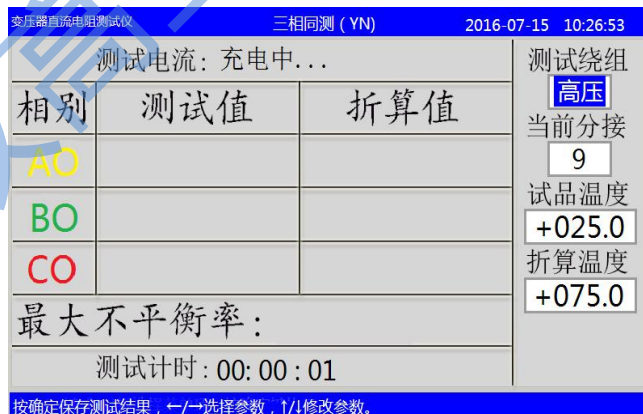 变压器直流电阻测试仪 三相同测（YN） 2016-07-15 10:26:53
测试电流: 充电中...
相别 测试值 折算值
AO
BO
CO
最大不平衡率:
测试计时: 00:00:01
测试绕组
高压
当前分接
9
试品温度
+025.0
折算温度
+075.0
按确定保存测试结果，←/→选择参数，↑/↓修改参数。